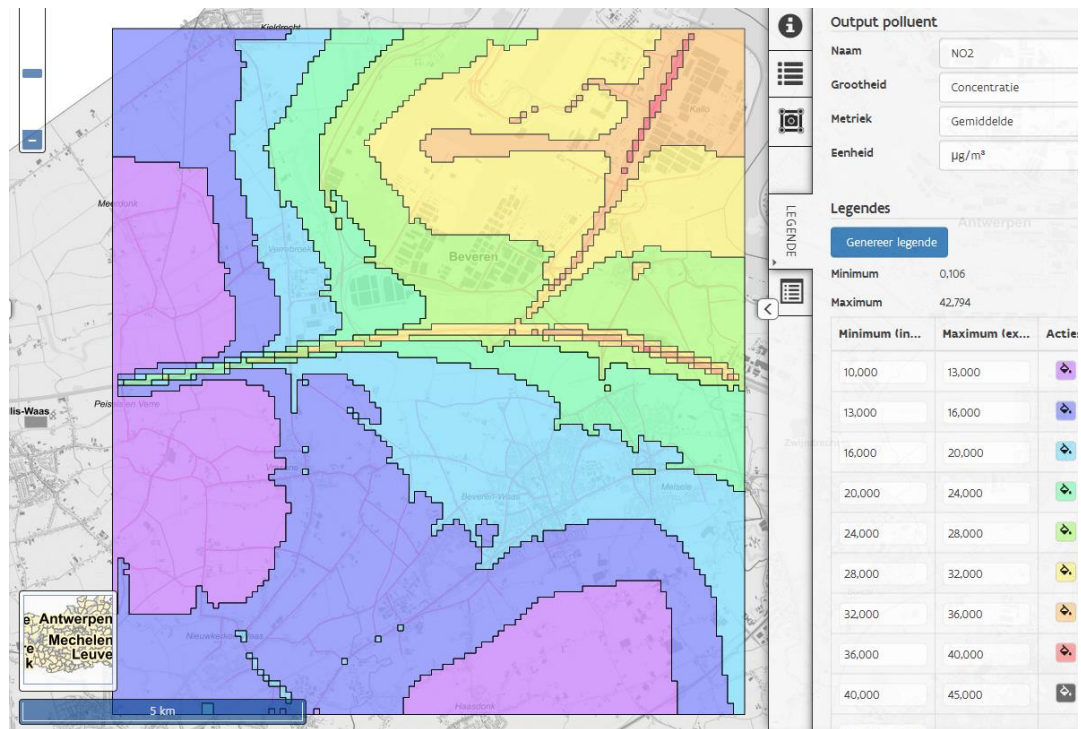 Kieldrecht
Kallo
Meerdonk
Verrebroek
Beveren
lis-Waas
Vrasene
Beveren-Waas
Melsele
Haasdonk
Antwerpen
Mechelen
Leuve
k
5 km
LEGENDE
Output polluent
Naam
NO2
Grootheid
Concentratie
Metriek
Gemiddelde
Eenheid
µg/m³
Legendes
Antwerpen
Genereer legende
Minimum
0,106
Maximum
42,794
Minimum (in...
Maximum (ex...
Acties
10,000
13,000
13,000
16,000
16,000
20,000
20,000
24,000
24,000
28,000
28,000
32,000
32,000
36,000
36,000
40,000
40,000
45,000